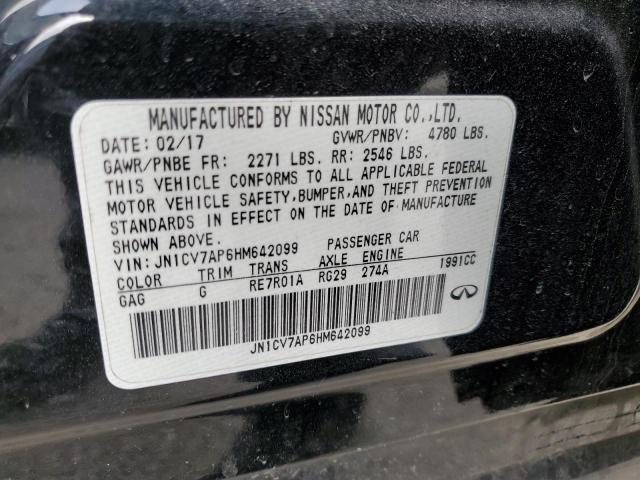 MANUFACTURED BY NISSAN MOTOR CO.,LTD.
DATE: 02/17 GVWR/PNBV: 4780 LBS.
GAWR/PNBE FR: 2271 LBS. RR: 2546 LBS.
THIS VEHICLE CONFORMS TO ALL APPLICABLE FEDERAL
MOTOR VEHICLE SAFETY, BUMPER, AND THEFT PREVENTION
STANDARDS IN EFFECT ON THE DATE OF MANUFACTURE
SHOWN ABOVE.
VIN: JN1CV7AP6HM642099 PASSENGER CAR
COLOR TRIM TRANS AXLE ENGINE
GAG G RE7R01A RG29 274A 1991CC
JN1CV7AP6HM642099